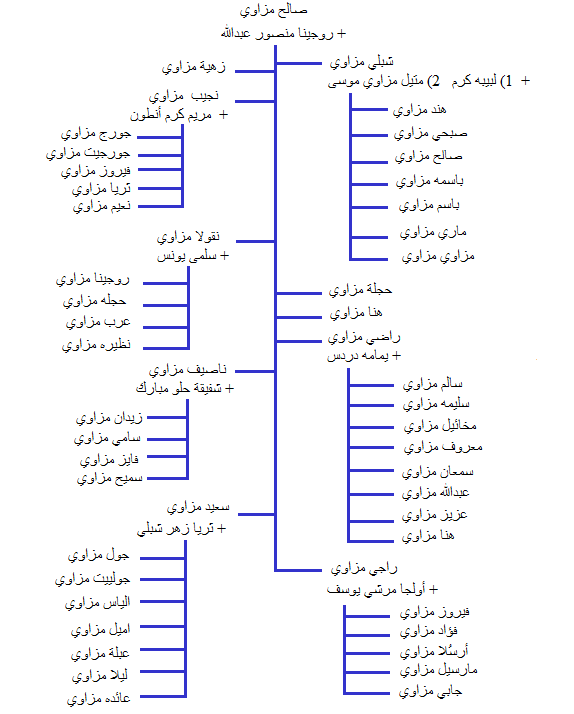 صالح مزاوي
+ روجينا منصور عبدالله
شبلي مزاوي
+ 1) لبيبه كرم 2) متيل مزاوي موسى
هند مزاوي
صبحي مزاوي
صالح مزاوي
باسمه مزاوي
باسم مزاوي
ماري مزاوي
مزاوي مزاوي
زهية مزاوي
نجيب مزاوي
+ مريم كرم أنطون
جورج مزاوي
جورجيت مزاوي
فيروز مزاوي
ثريا مزاوي
نعيم مزاوي
نقولا مزاوي
+ سلمى يونس
روجينا مزاوي
حجله مزاوي
عرب مزاوي
نظيره مزاوي
حجلة مزاوي
هنا مزاوي
راضي مزاوي
+ يمامه دردس
سالم مزاوي
سليمه مزاوي
مخائيل مزاوي
معروف مزاوي
سمعان مزاوي
عبدالله مزاوي
عزيز مزاوي
هنا مزاوي
ناصيف مزاوي
+ شفيقة حلو مبارك
زيدان مزاوي
سامي مزاوي
فايز مزاوي
سميح مزاوي
سعيد مزاوي
+ ثريا زهر شبلي
جول مزاوي
جولييت مزاوي
الياس مزاوي
اميل مزاوي
عبلة مزاوي
ليلا مزاوي
عائده مزاوي
راجي مزاوي
+ أولجا مرشي يوسف
فيروز مزاوي
فؤاد مزاوي
أرسُلا مزاوي
مارسيل مزاوي
جابي مزاوي